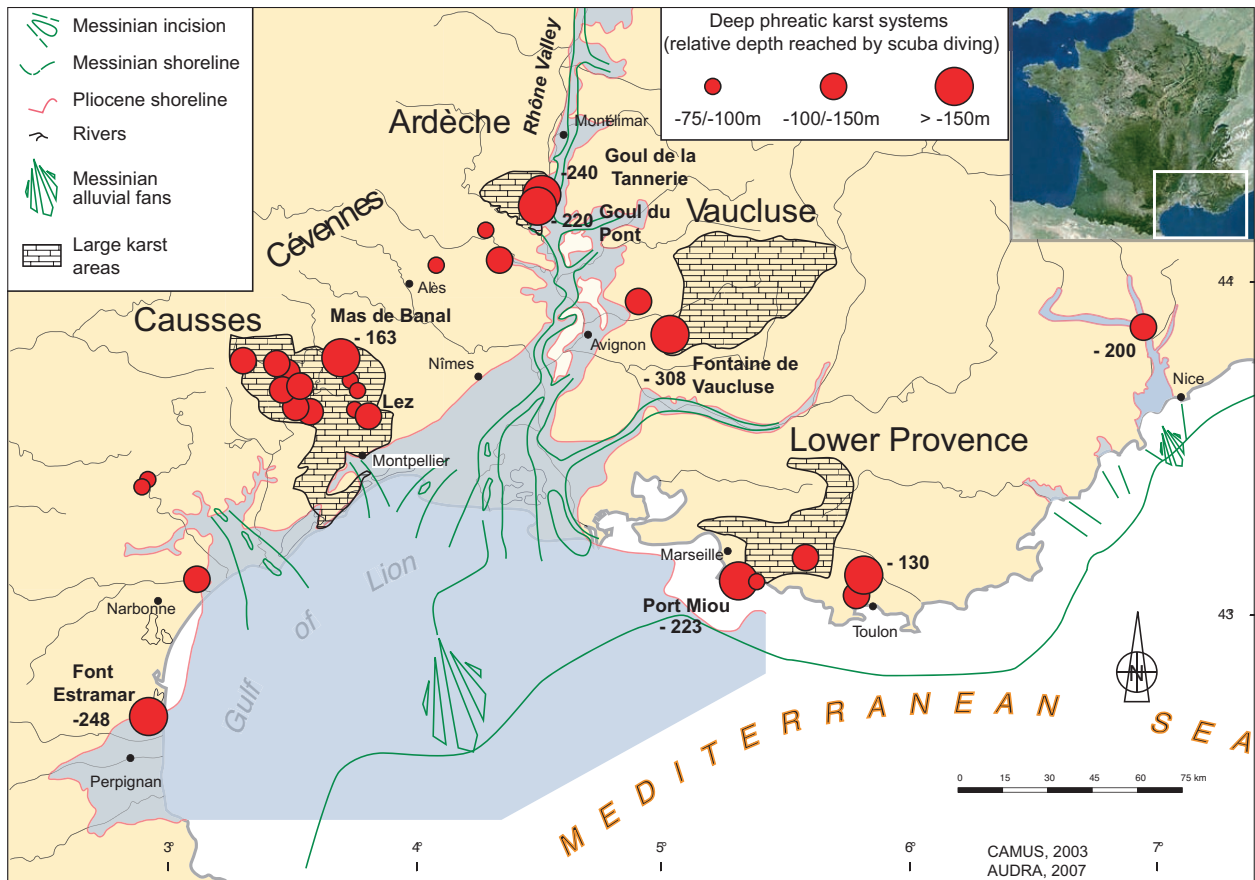 Messinian incision
Messinian shoreline
Pliocene shoreline
Rivers
Messinian
alluvial fans
Large karst
areas
Deep phreatic karst systems
(relative depth reached by scuba diving)
-75/-100m
-100/-150m
> -150m
Rhône Valley
Ardèche
Montélimar
-240
Goul de la
Tannerie
- 220
Goul du
Pont
Vaucluse
Cévennes
Alès
44
Causses
Mas de Banal
- 163
Avignon
Nîmes
Fontaine de
Vaucluse
- 308
- 200
Nice
Lez
Lower Provence
Montpellier
Marseille
- 130
Port Miou
- 223
Toulon
43
Narbonne
Gulf of Lion
Font
Estramar
-248
Perpignan
MEDITERRANEAN SEA
N
0 15 30 45 60 75 km
3°
4°
5°
6°
7°
CAMUS, 2003
AUDRA, 2007